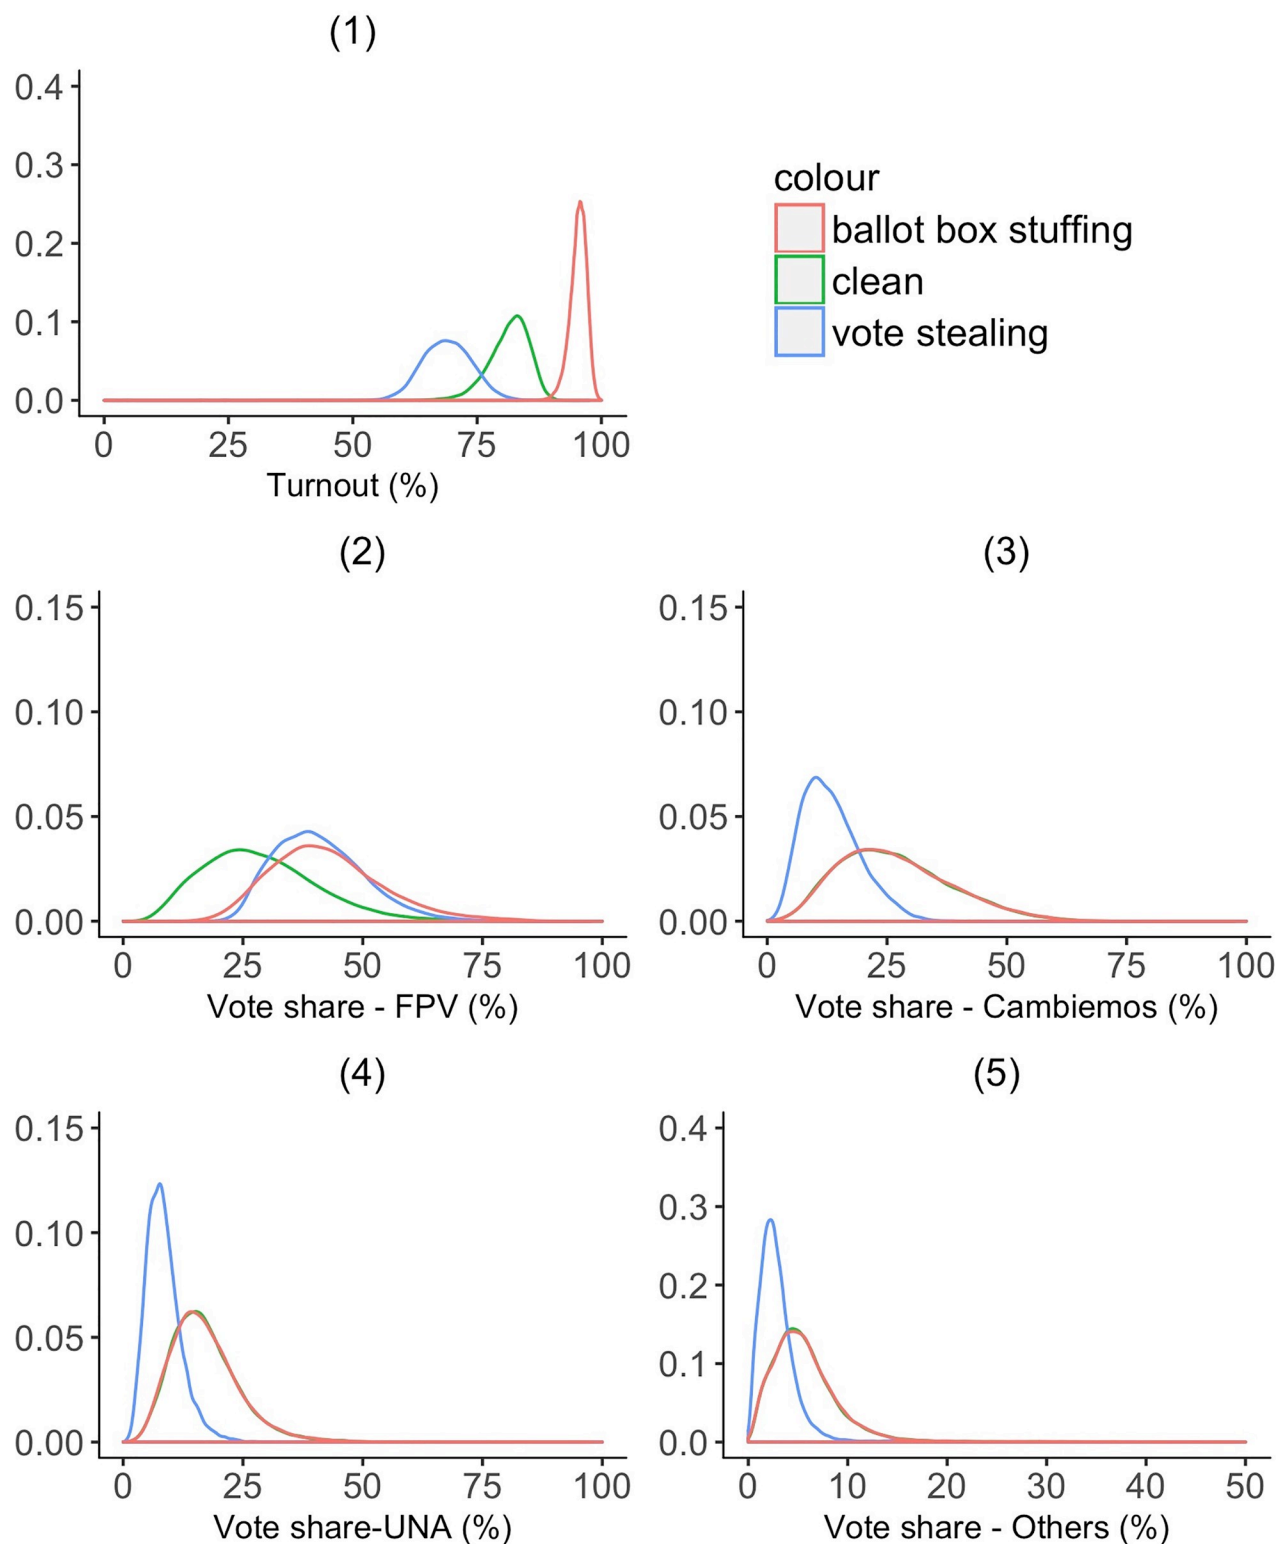 (1)
0.4
0.3
0.2
0.1
0.0
0 25 50 75 100
Turnout (%)
colour
ballot box stuffing
clean
vote stealing
(2)
0.15
0.10
0.05
0.00
0 25 50 75 100
Vote share - FPV (%)
(3)
0.15
0.10
0.05
0.00
0 25 50 75 100
Vote share - Cambiemos (%)
(4)
0.15
0.10
0.05
0.00
0 25 50 75 100
Vote share-UNA (%)
(5)
0.4
0.3
0.2
0.1
0.0
0 10 20 30 40 50
Vote share - Others (%)